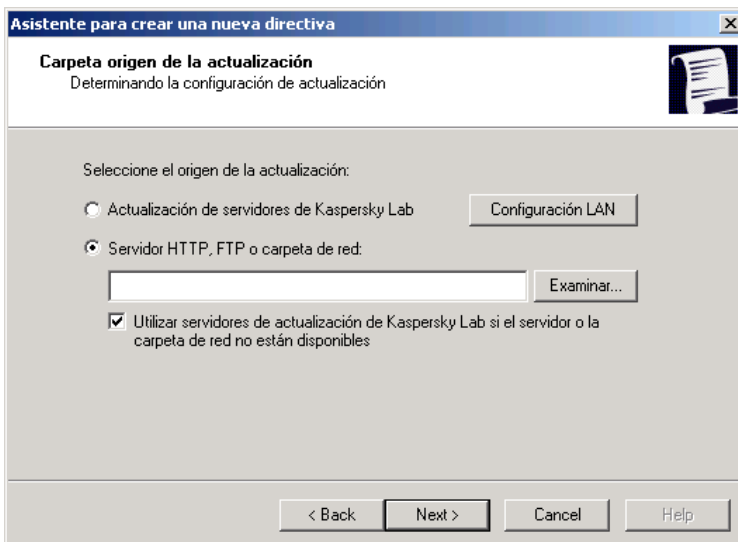 Asistente para crear una nueva directiva
Carpeta origen de la actualización
Determinando la configuración de actualización
Seleccione el origen de la actualización:
Actualización de servidores de Kaspersky Lab
Configuración LAN
Servidor HTTP, FTP o carpeta de red:
Examinar...
Utilizar servidores de actualización de Kaspersky Lab si el servidor o la
carpeta de red no están disponibles
< Back
Next >
Cancel
Help